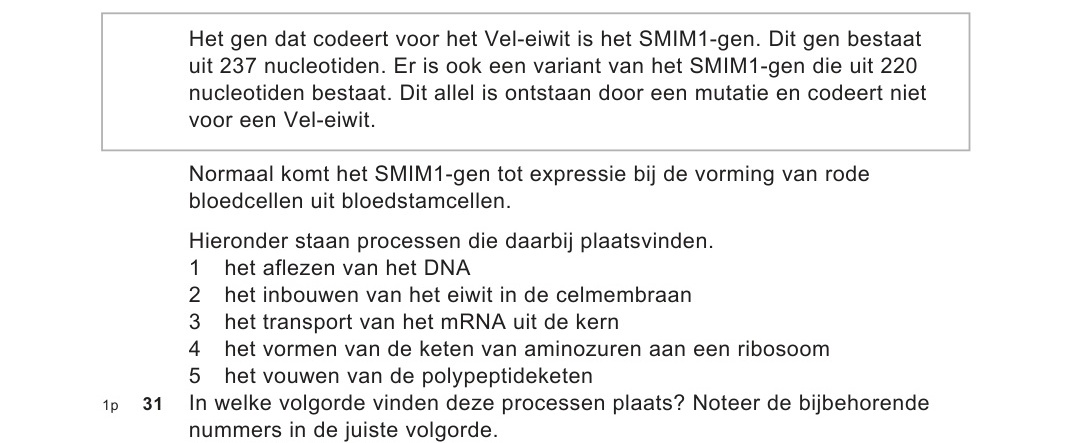 Het gen dat codeert voor het Vel-eiwit is het SMIM1-gen. Dit gen bestaat
uit 237 nucleotiden. Er is ook een variant van het SMIM1-gen die uit 220
nucleotiden bestaat. Dit allel is ontstaan door een mutatie en codeert niet
voor een Vel-eiwit.
Normaal komt het SMIM1-gen tot expressie bij de vorming van rode
bloedcellen uit bloedstamcellen.
Hieronder staan processen die daarbij plaatsvinden.
1 het aflezen van het DNA
2 het inbouwen van het eiwit in de celmembraan
3 het transport van het mRNA uit de kern
4 het vormen van de keten van aminozuren aan een ribosoom
5 het vouwen van de polypeptideketen
1p 31 In welke volgorde vinden deze processen plaats? Noteer de bijbehorende
nummers in de juiste volgorde.